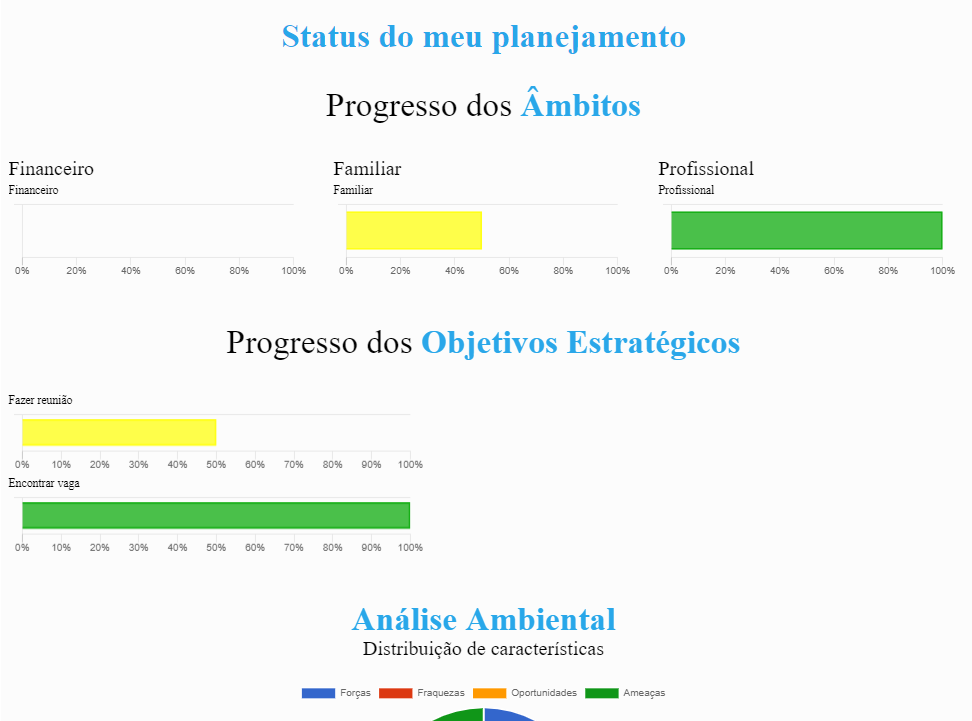 Status do meu planejamento
Progresso dos Âmbitos
Financeiro
Financeiro
0% 20% 40% 60% 80% 100%
Familiar
Familiar
0% 20% 40% 60% 80% 100%
Profissional
Profissional
0% 20% 40% 60% 80% 100%
Progresso dos Objetivos Estratégicos
Fazer reunião
0% 10% 20% 30% 40% 50% 60% 70% 80% 90% 100%
Encontrar vaga
0% 10% 20% 30% 40% 50% 60% 70% 80% 90% 100%
Análise Ambiental
Distribuição de características
Forças Fraquezas Oportunidades Ameaças